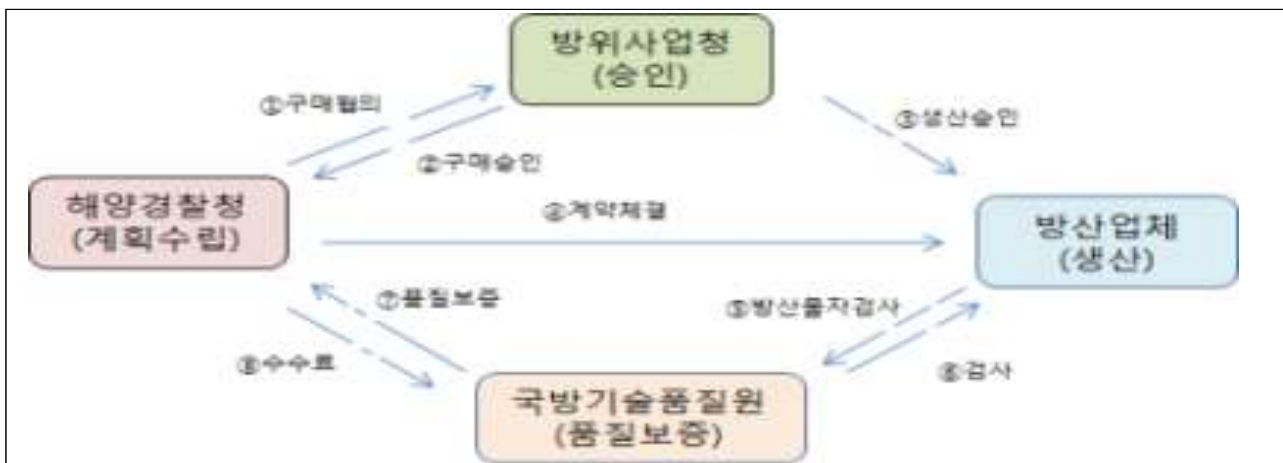 방위사업청
(승인)
①구매협의
③생산승인
②구매승인
해양경찰청
(계획수립)
④계약체결
방산업체
(생산)
⑦품질보증
⑤방산물자검사
⑧수수료
⑥검사
국방기술품질원
(품질보증)